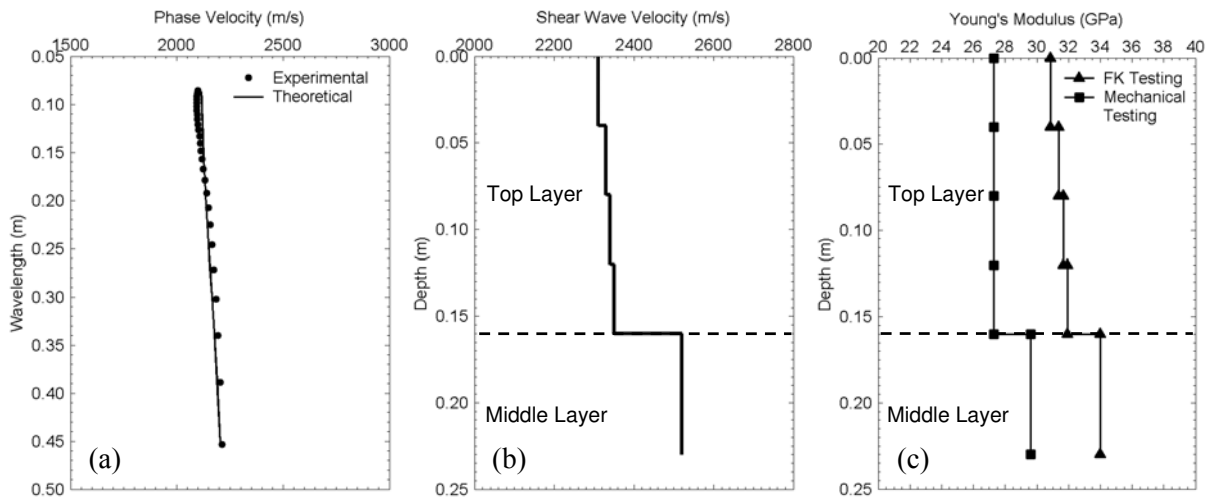 Phase Velocity (m/s)
1500 2000 2500 3000
0.05
0.10
0.15
0.20
0.25
0.30
0.35
0.40
0.45
0.50
Wavelength (m)
Experimental
Theoretical
(a)
Shear Wave Velocity (m/s)
2000 2200 2400 2600 2800
0.00
0.05
0.10
0.15
0.20
0.25
Depth (m)
Top Layer
Middle Layer
(b)
Young's Modulus (GPa)
20 22 24 26 28 30 32 34 36 38 40
0.00
0.05
0.10
0.15
0.20
0.25
Depth (m)
FK Testing
Mechanical
Testing
Top Layer
Middle Layer
(c)